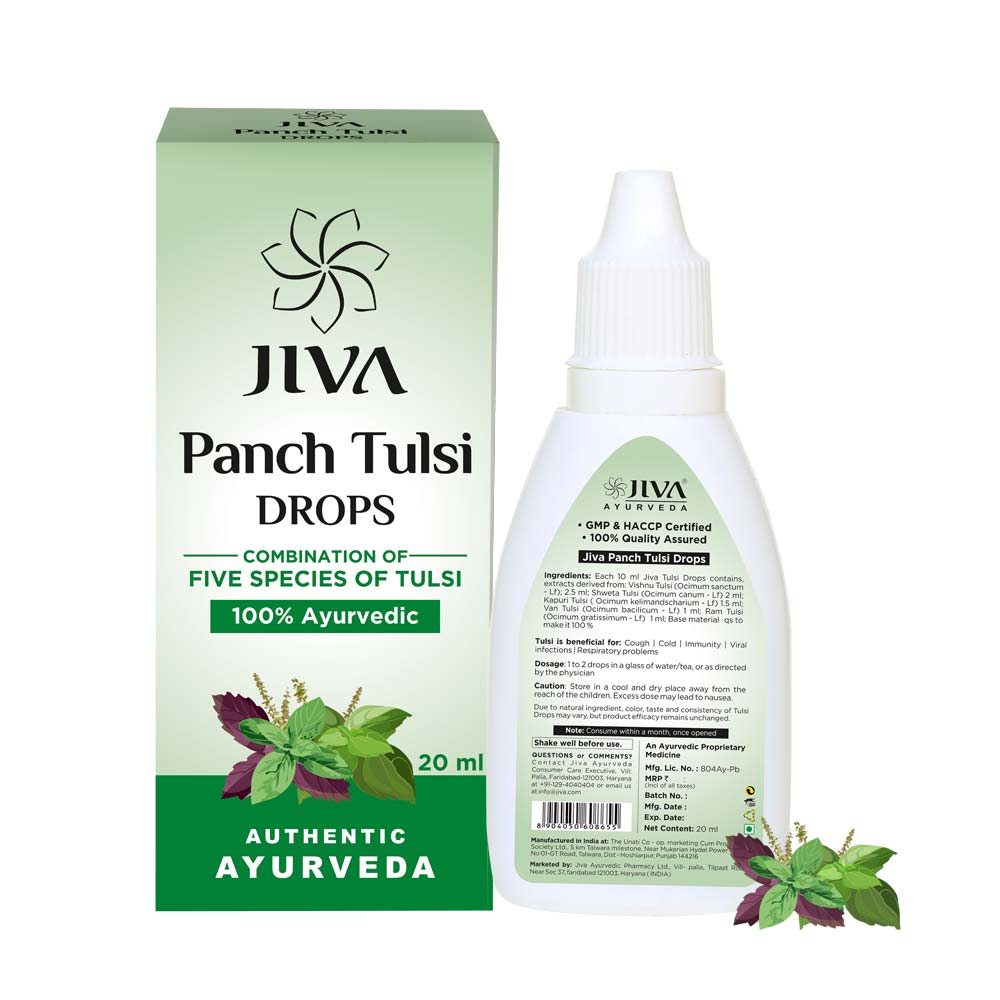 JIVA
Panch Tulsi
DROPS
JIVA
Panch Tulsi
DROPS
COMBINATION OF
FIVE SPECIES OF TULSI
100% Ayurvedic
20 ml
AUTHENTIC
AYURVEDA
JIVA®
AYURVEDA
• GMP & HACCP Certified
• 100% Quality Assured
Jiva Panch Tulsi Drops
Ingredients: Each 10 ml Jiva Tulsi Drops contains,
extracts derived from: Vishnu Tulsi (Ocimum sanctum
- Lf); 2.5 ml; Shweta Tulsi (Ocimum canum - Lf) 2 ml;
Kapuri Tulsi ( Ocimum kelimandscharium - Lf) 1.5 ml;
Van Tulsi (Ocimum bacilicum - Lf) 1 ml; Ram Tulsi
(Ocimum gratissimum - Lf) 1 ml; Base material qs to
make it 100 %
Tulsi is beneficial for: Cough | Cold | Immunity | Viral
infections | Respiratory problems
Dosage: 1 to 2 drops in a glass of water/tea, or as directed
by the physician
Caution: Store in a cool and dry place away from the
reach of the children. Excess dose may lead to nausea.
Due to natural ingredient, color, taste and consistency of Tulsi
Drops may vary, but product efficacy remains unchanged.
Note: Consume within a month, once opened
Shake well before use.
QUESTIONS or COMMENTS?
Contact Jiva Ayurveda
Consumer Care Executive, Vill:
Palla, Faridabad-121003, Haryana
at +91-129-4040404 or email us
at info@jiva.com
8 904050 608655
An Ayurvedic Proprietary
Medicine
Mfg. Lic. No. : 804Ay-Pb
MRP ₹ :
(Incl of all taxes)
Batch No. :
Mfg. Date :
Exp. Date:
Net Content: 20 ml
Manufactured in India at: The Unati Co - op. marketing Cum Pro
Society Ltd., 5 km Talwara milestone, Near Mukerian Hydel Power
No 01-GT Road, Talwara, Dist - Hoshiarpur, Punjab 144216
Marketed by: Jiva Ayurvedic Pharmacy Ltd., Vill- palla, Titpaat
Near Sec 37, faridabad 121003, Haryana ( INDIA)